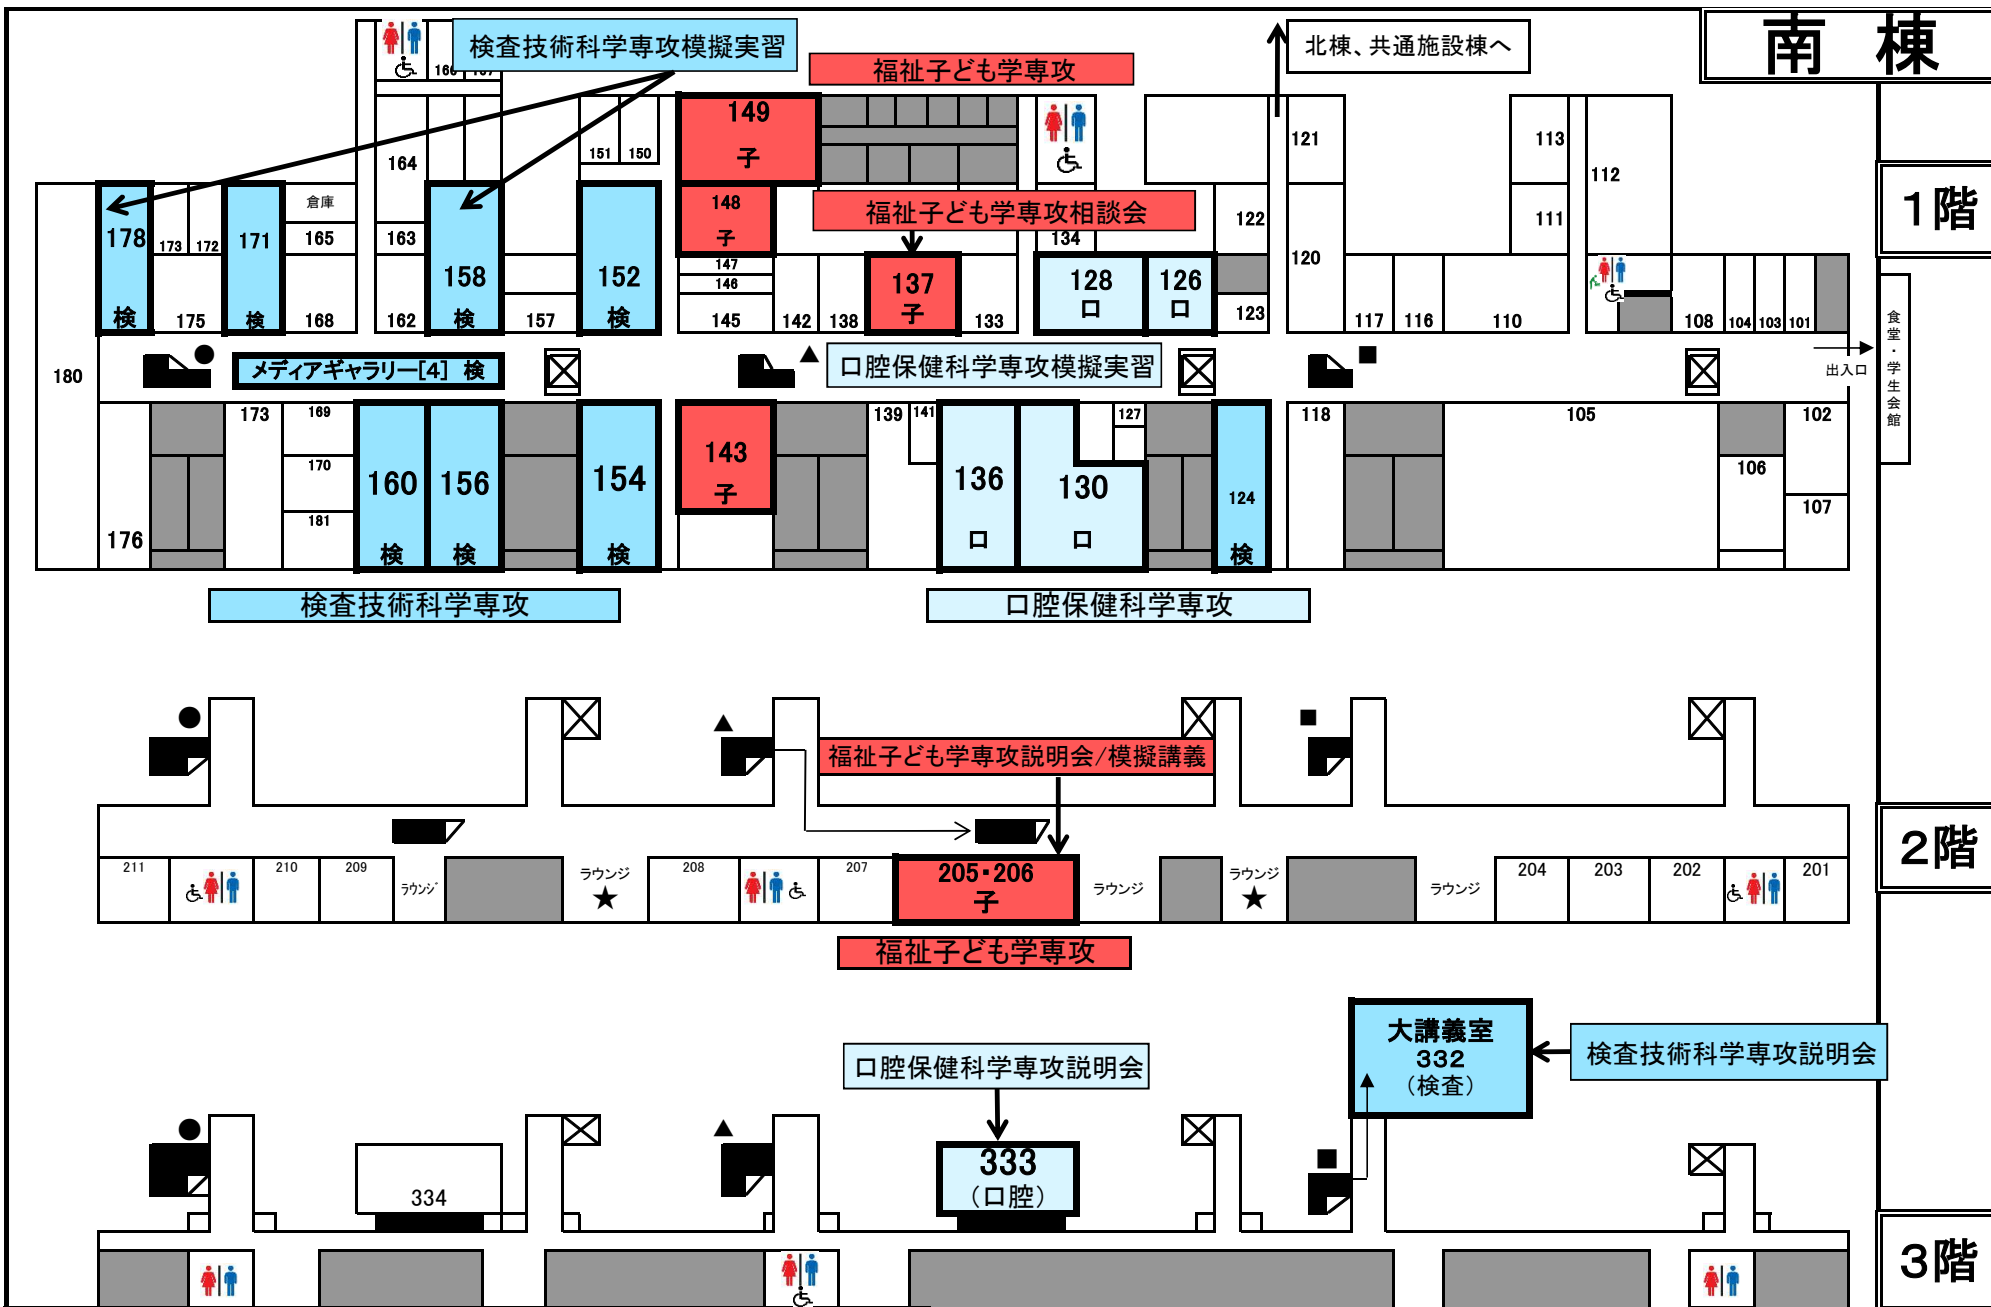 南 棟
検査技術科学専攻模擬実習
福祉子ども学専攻
北棟、共通施設棟へ
1階
166
149
子
151
150
164
121
113
112
178
検
173
172
171
検
倉庫
165
163
158
検
152
検
148
子
福祉子ども学専攻相談会
134
122
111
147
146
137
子
128
口
126
口
120
175
168
162
157
145
142
138
133
123
117
116
110
108
104
103
101
食堂・学生会館
出入口
180
●
メディアギャラリー[4] 検
▲
口腔保健科学専攻模擬実習
■
176
173
169
170
181
160
検
156
検
154
検
143
子
139
141
136
口
130
口
127
124
検
118
105
106
102
107
検査技術科学専攻
口腔保健科学専攻
2階
●
▲
■
福祉子ども学専攻説明会/模擬講義
211
210
209
ラウンジ
ラウンジ
★
208
207
205・206
子
ラウンジ
ラウンジ
★
ラウンジ
204
203
202
201
福祉子ども学専攻
3階
大講義室
332
（検査）
検査技術科学専攻説明会
口腔保健科学専攻説明会
●
▲
■
334
333
（口腔）